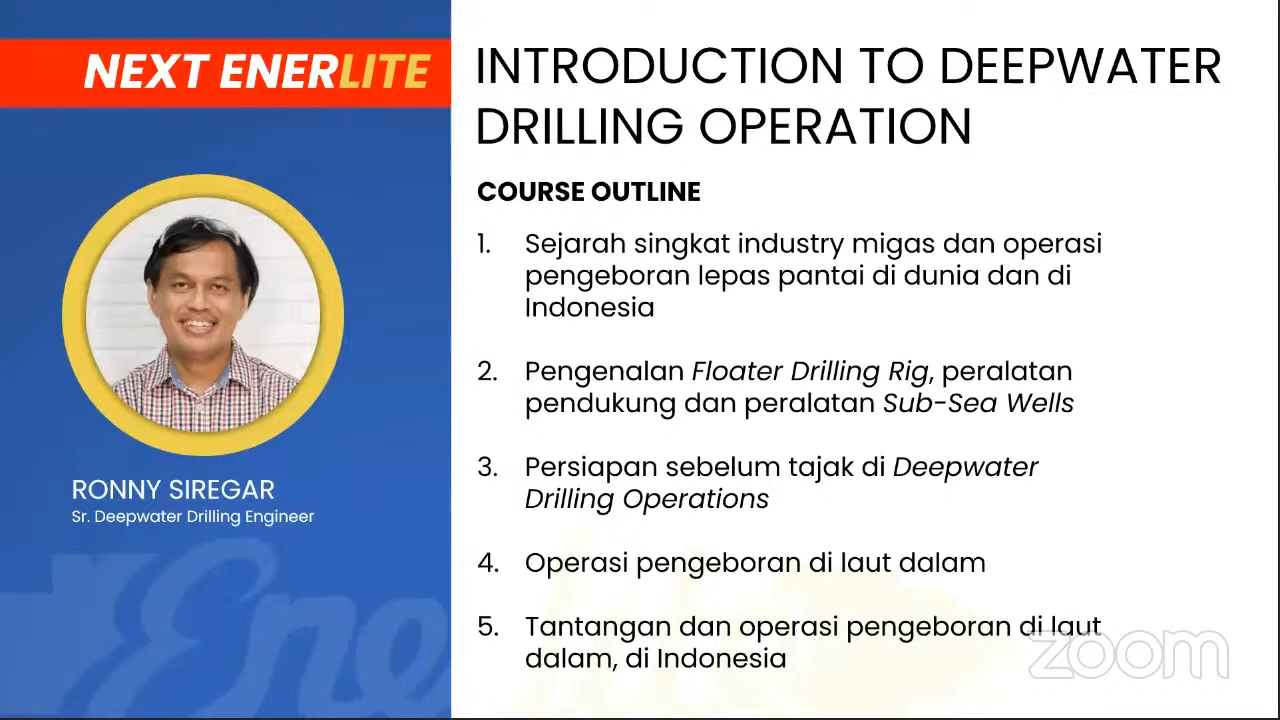 NEXT ENERLITE
INTRODUCTION TO DEEPWATER
DRILLING OPERATION
COURSE OUTLINE
1. Sejarah singkat industry migas dan operasi
pengeboran lepas pantai di dunia dan di
Indonesia
2. Pengenalan Floater Drilling Rig, peralatan
pendukung dan peralatan Sub-Sea Wells
3. Persiapan sebelum tajak di Deepwater
Drilling Operations
4. Operasi pengeboran di laut dalam
5. Tantangan dan operasi pengeboran di laut
dalam, di Indonesia
RONNY SIREGAR
Sr. Deepwater Drilling Engineer
zoom